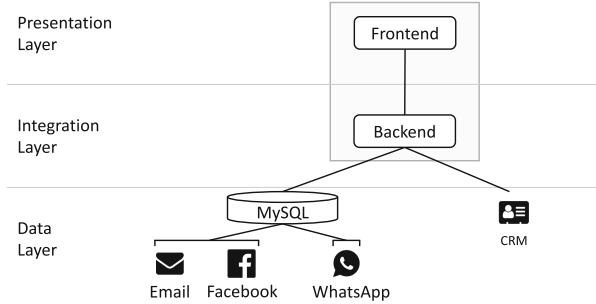 Presentation
Layer
Frontend
Integration
Layer
Backend
Data
Layer
MySQL
CRM
Email
Facebook
WhatsApp